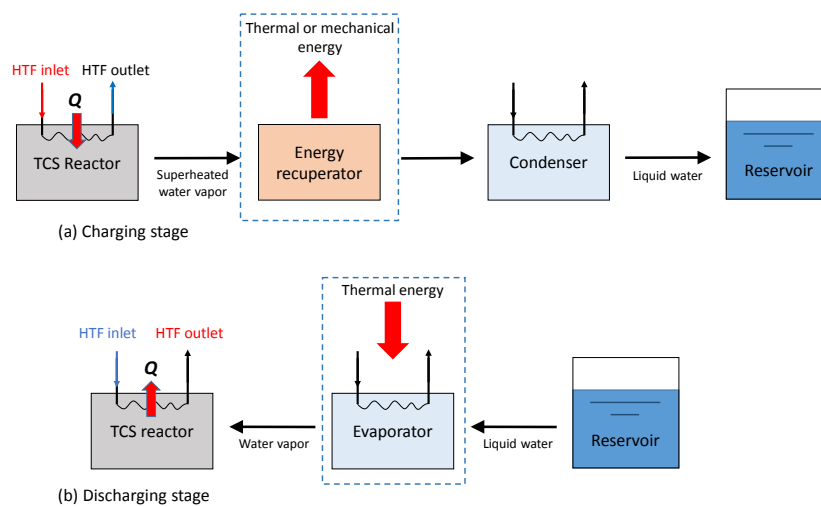 Thermal or mechanical
energy
HTF inlet
HTF outlet
Q
TCS Reactor
Superheated
water vapor
Energy
recuperator
Condenser
Liquid water
Reservoir
(a) Charging stage
Thermal energy
HTF inlet
HTF outlet
Q
TCS reactor
Water vapor
Evaporator
Liquid water
Reservoir
(b) Discharging stage